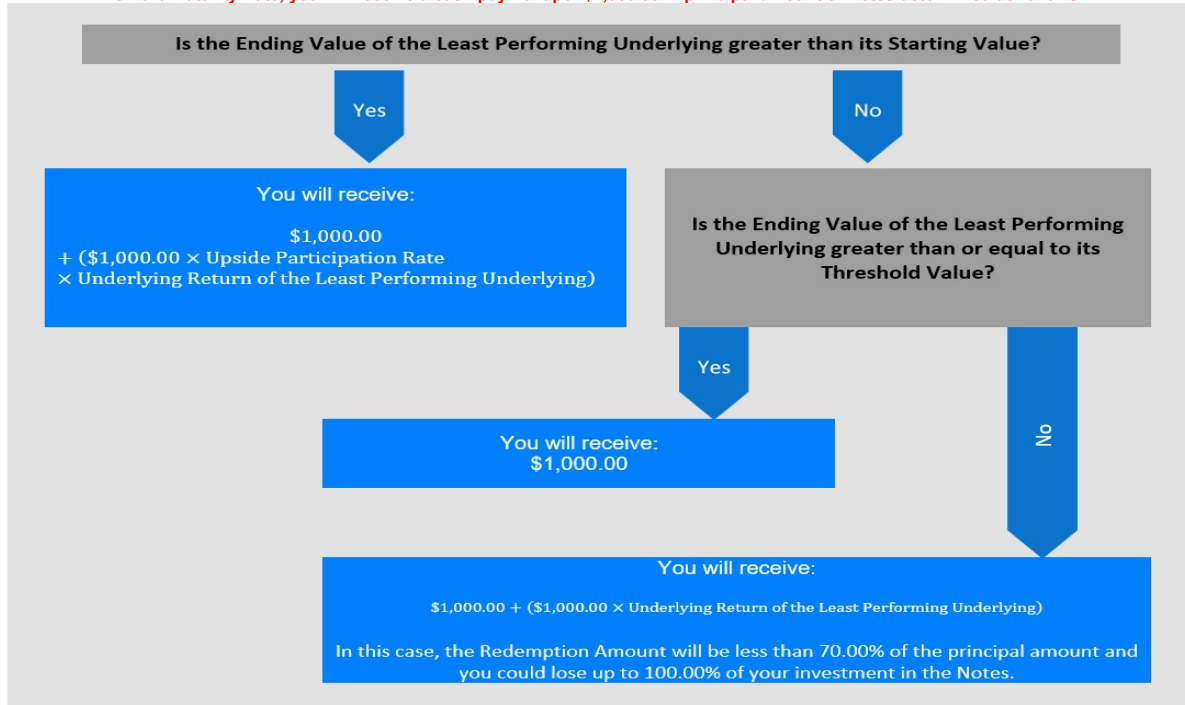 Is the Ending Value of the Least Performing Underlying greater than its Starting Value?
Yes
No
You will receive:
$1,000.00
+ ($1,000.00 × Upside Participation Rate
× Underlying Return of the Least Performing Underlying)
Is the Ending Value of the Least Performing
Underlying greater than or equal to its
Threshold Value?
Yes
No
You will receive:
$1,000.00
You will receive:
$1,000.00 + ($1,000.00 × Underlying Return of the Least Performing Underlying)
In this case, the Redemption Amount will be less than 70.00% of the principal amount and
you could lose up to 100.00% of your investment in the Notes.